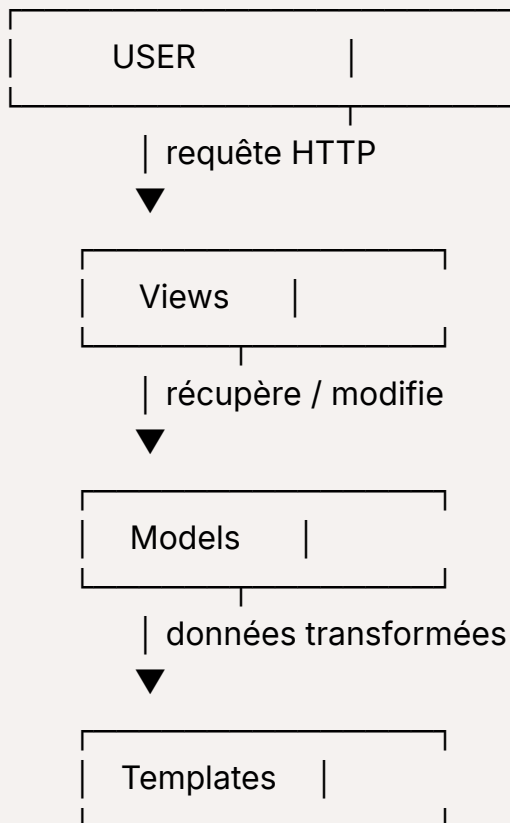 USER
requête HTTP
Views
récupère / modifie
Models
données transformées
Templates